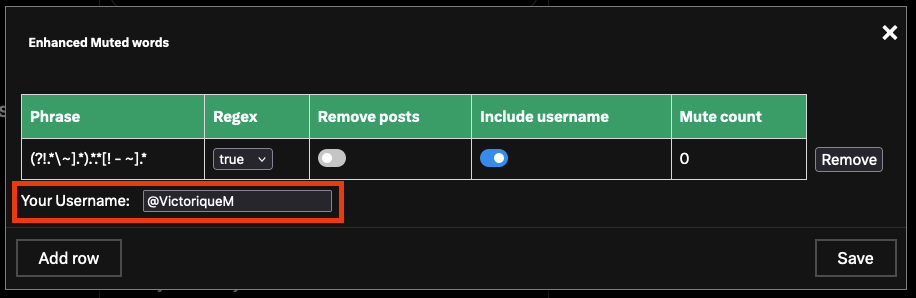 Enhanced Muted words
Phrase Regex Remove posts Include username Mute count
(?!.*\~].*).*.*[! - ~].* true 0 Remove
Your Username: @VictoriqueM
Add row Save